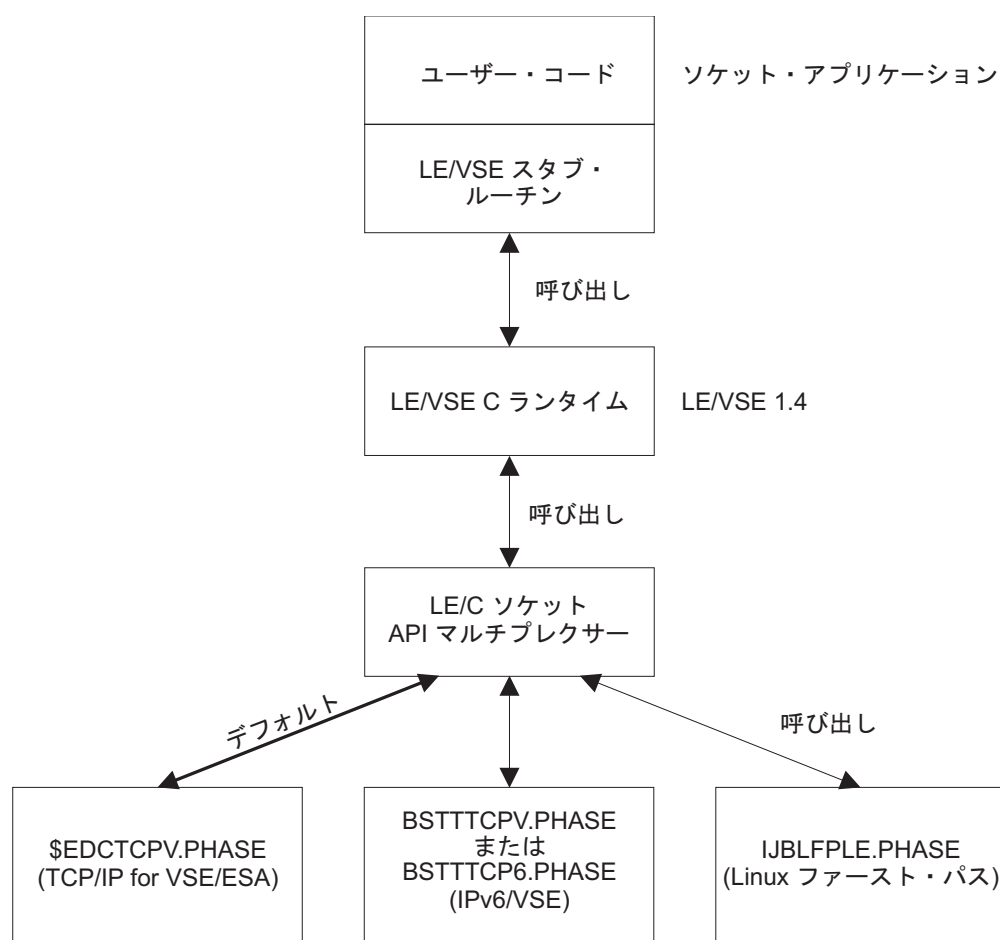 ユーザー・コード
ソケット・アプリケーション
LE/VSE スタブ・
ルーチン
呼び出し
LE/VSE C ランタイム
LE/VSE 1.4
呼び出し
LE/C ソケット
API マルチプレクサー
デフォルト
呼び出し
$EDCTCPV.PHASE
(TCP/IP for VSE/ESA)
BSTTTCPV.PHASE
または
BSTTTCP6.PHASE
(IPv6/VSE)
IJBLFPLE.PHASE
(Linux ファースト・パス)